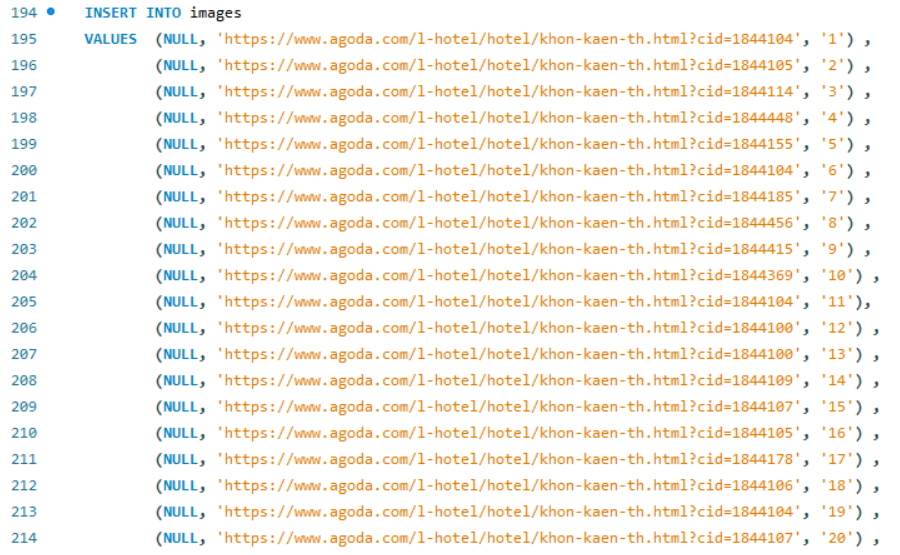 194 INSERT INTO images
195 VALUES (NULL, 'https://www.agoda.com/l-hotel/hotel/khon-kaen-th.html?cid=1844104', '1') ,
196 (NULL, 'https://www.agoda.com/l-hotel/hotel/khon-kaen-th.html?cid=1844105', '2') ,
197 (NULL, 'https://www.agoda.com/l-hotel/hotel/khon-kaen-th.html?cid=1844114', '3') ,
198 (NULL, 'https://www.agoda.com/l-hotel/hotel/khon-kaen-th.html?cid=1844448', '4') ,
199 (NULL, 'https://www.agoda.com/l-hotel/hotel/khon-kaen-th.html?cid=1844155', '5') ,
200 (NULL, 'https://www.agoda.com/l-hotel/hotel/khon-kaen-th.html?cid=1844104', '6') ,
201 (NULL, 'https://www.agoda.com/l-hotel/hotel/khon-kaen-th.html?cid=1844185', '7') ,
202 (NULL, 'https://www.agoda.com/l-hotel/hotel/khon-kaen-th.html?cid=1844456', '8') ,
203 (NULL, 'https://www.agoda.com/l-hotel/hotel/khon-kaen-th.html?cid=1844415', '9') ,
204 (NULL, 'https://www.agoda.com/l-hotel/hotel/khon-kaen-th.html?cid=1844369', '10') ,
205 (NULL, 'https://www.agoda.com/l-hotel/hotel/khon-kaen-th.html?cid=1844104', '11'),
206 (NULL, 'https://www.agoda.com/l-hotel/hotel/khon-kaen-th.html?cid=1844100', '12') ,
207 (NULL, 'https://www.agoda.com/l-hotel/hotel/khon-kaen-th.html?cid=1844100', '13') ,
208 (NULL, 'https://www.agoda.com/l-hotel/hotel/khon-kaen-th.html?cid=1844109', '14') ,
209 (NULL, 'https://www.agoda.com/l-hotel/hotel/khon-kaen-th.html?cid=1844107', '15') ,
210 (NULL, 'https://www.agoda.com/l-hotel/hotel/khon-kaen-th.html?cid=1844105', '16') ,
211 (NULL, 'https://www.agoda.com/l-hotel/hotel/khon-kaen-th.html?cid=1844178', '17') ,
212 (NULL, 'https://www.agoda.com/l-hotel/hotel/khon-kaen-th.html?cid=1844106', '18') ,
213 (NULL, 'https://www.agoda.com/l-hotel/hotel/khon-kaen-th.html?cid=1844104', '19') ,
214 (NULL, 'https://www.agoda.com/l-hotel/hotel/khon-kaen-th.html?cid=1844107', '20') ,